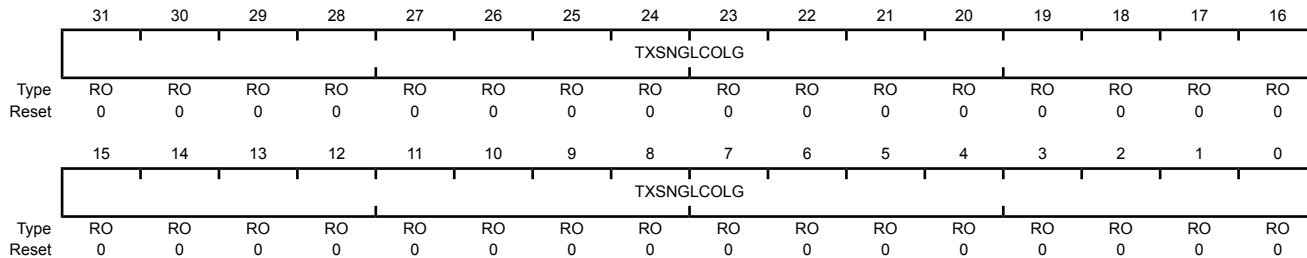 31 30 29 28 27 26 25 24 23 22 21 20 19 18 17 16
TXSNGLCOLG
Type RO RO RO RO RO RO RO RO RO RO RO RO RO RO RO RO
Reset 0 0 0 0 0 0 0 0 0 0 0 0 0 0 0 0
15 14 13 12 11 10 9 8 7 6 5 4 3 2 1 0
TXSNGLCOLG
Type RO RO RO RO RO RO RO RO RO RO RO RO RO RO RO RO
Reset 0 0 0 0 0 0 0 0 0 0 0 0 0 0 0 0